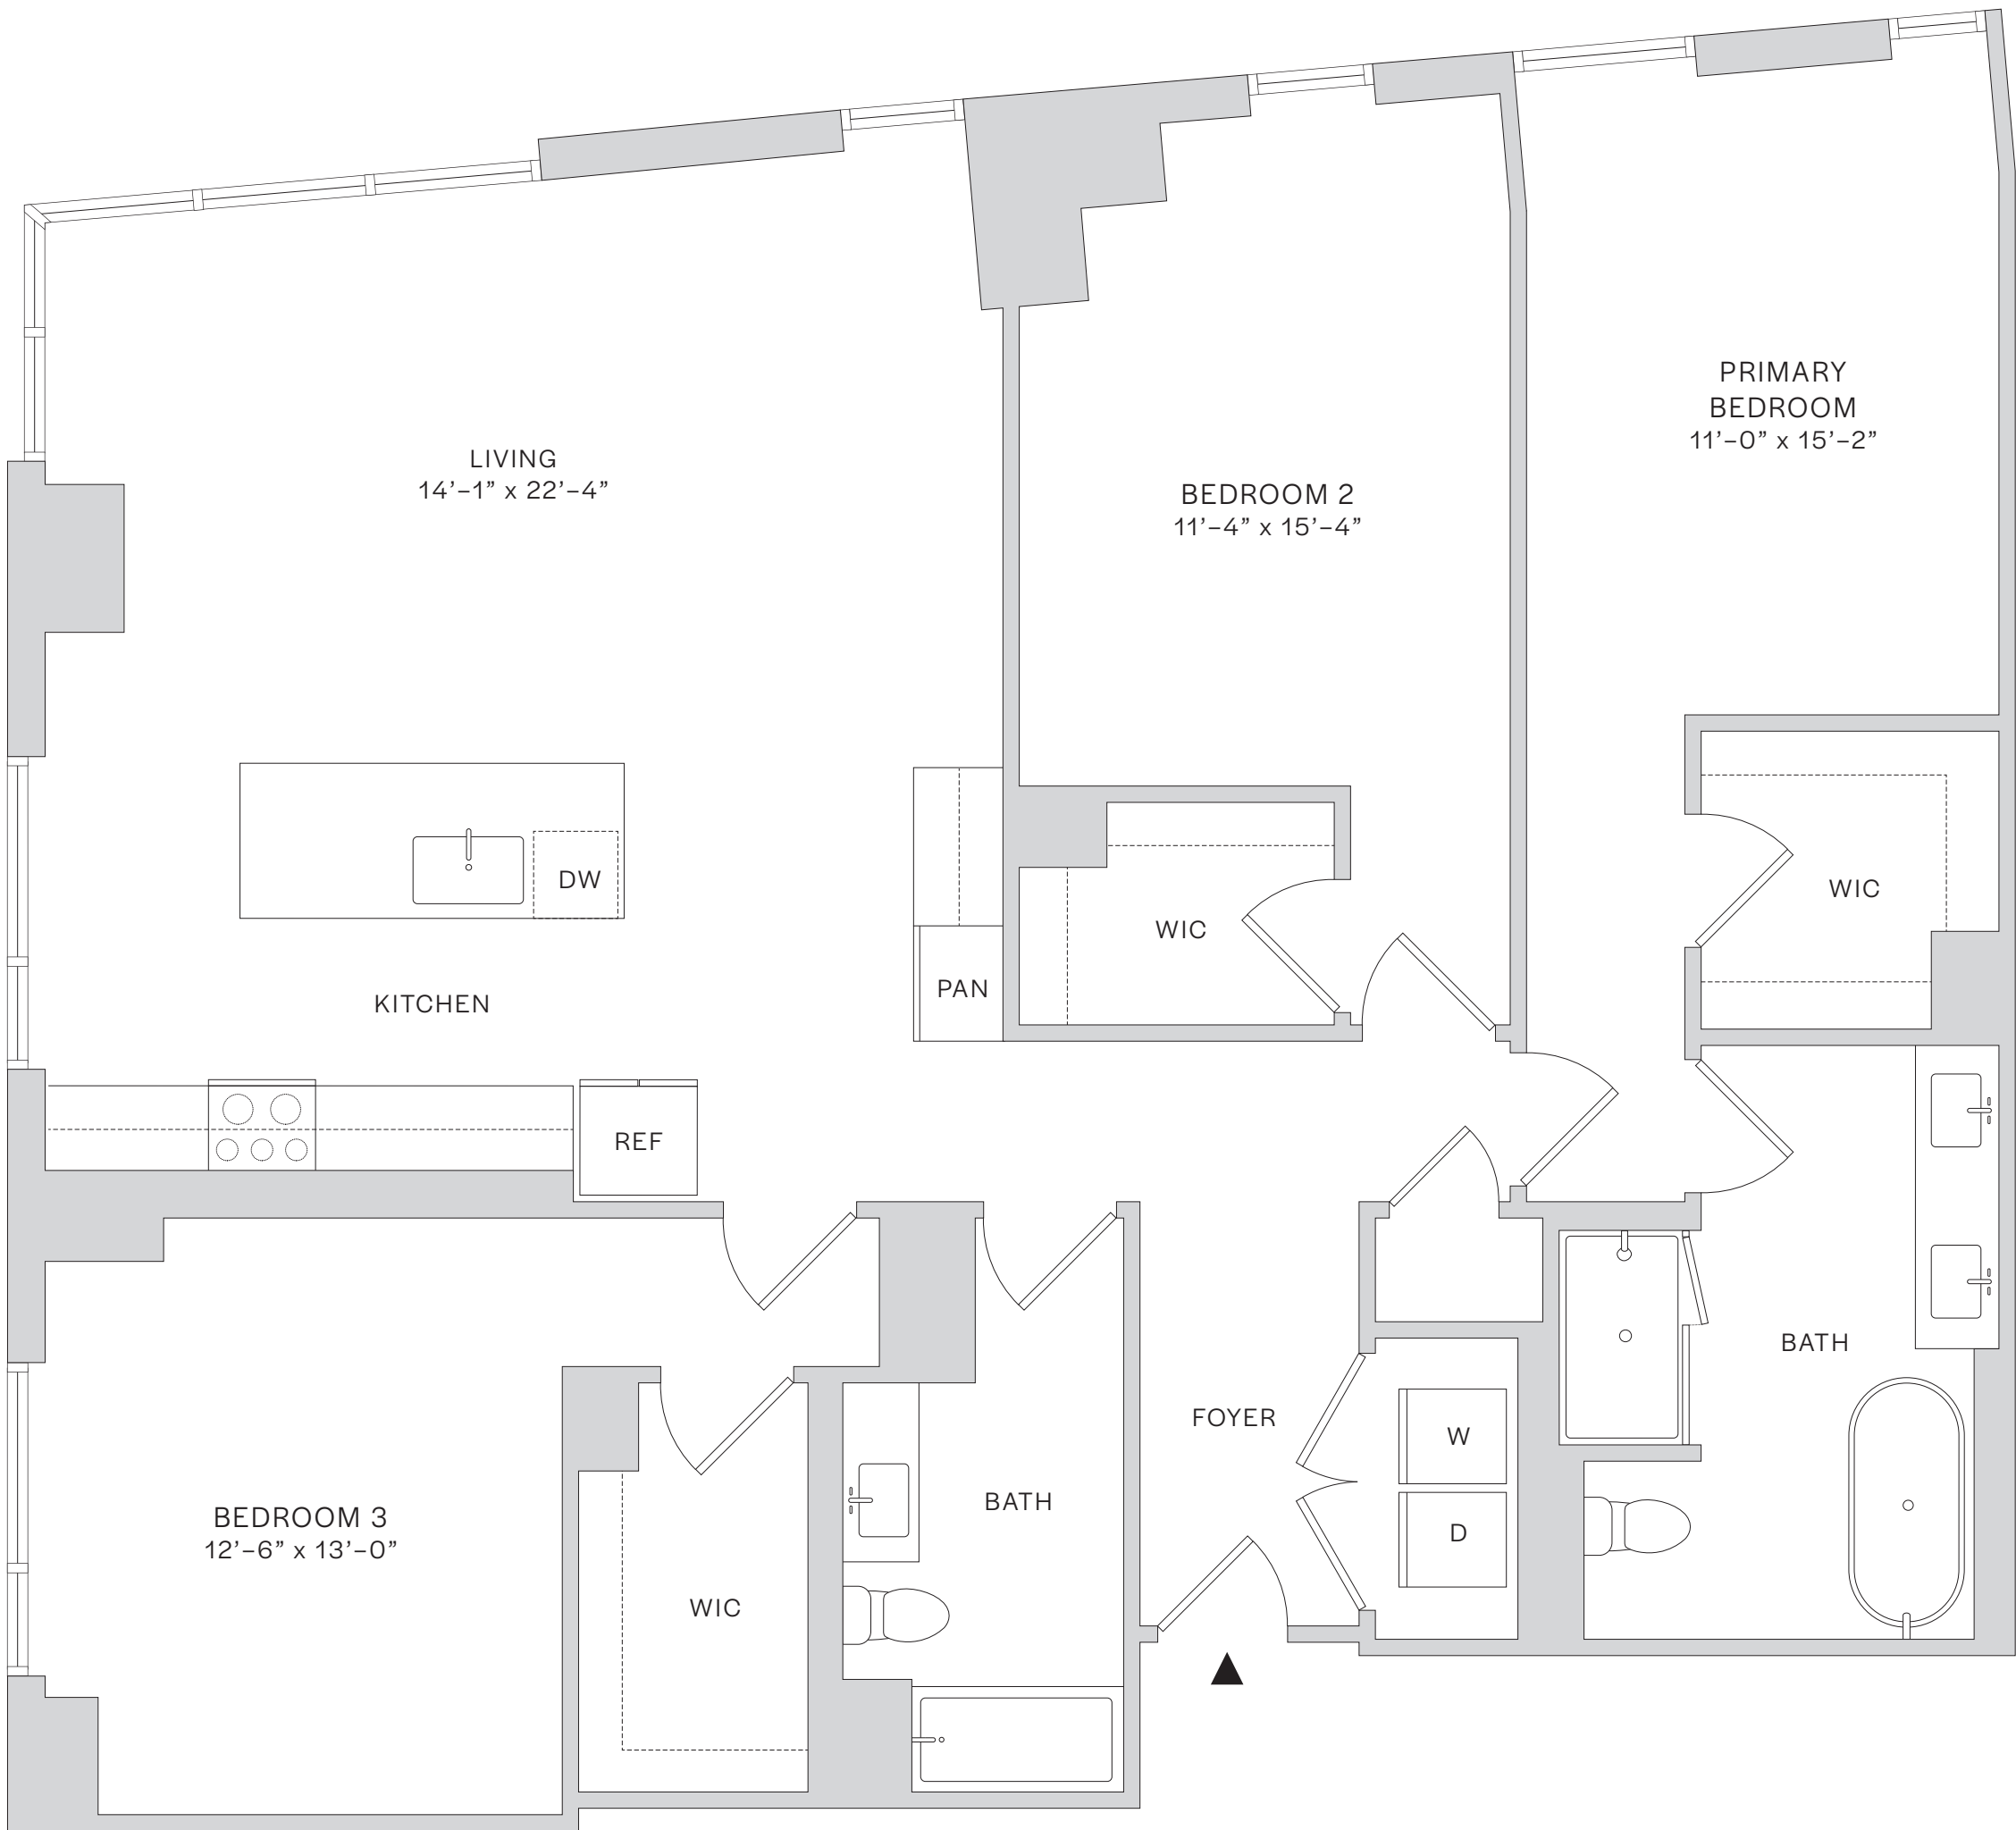 PRIMARY
BEDROOM
11’–0” x 15’–2”
LIVING
14’–1” x 22’–4”
BEDROOM 2
11’–4” x 15’–4”
DW
WIC
WIC
PAN
KITCHEN
REF
BATH
FOYER
W
BATH
D
BEDROOM 3
12’–6” x 13’–0”
WIC